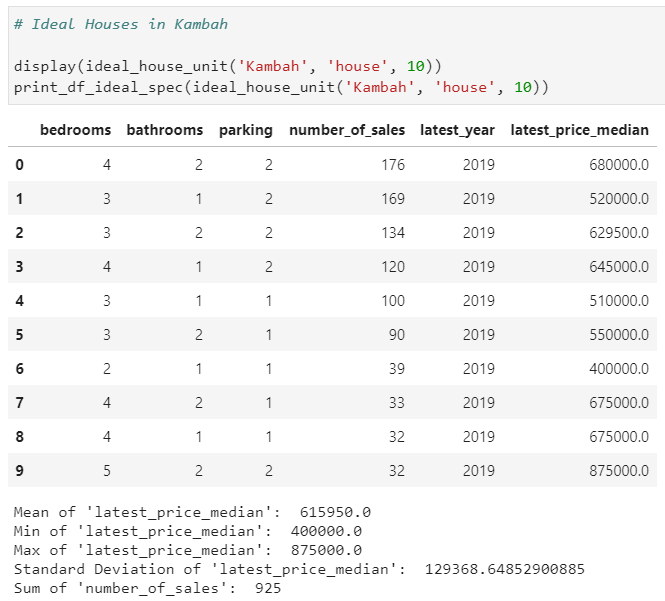 # Ideal Houses in Kambah
display(ideal_house_unit('Kambah', 'house', 10))
print_df_ideal_spec(ideal_house_unit('Kambah', 'house', 10))
bedrooms bathrooms parking number_of_sales latest_year latest_price_median
0 4 2 2 176 2019 680000.0
1 3 1 2 169 2019 520000.0
2 3 2 2 134 2019 629500.0
3 4 1 2 120 2019 645000.0
4 3 1 1 100 2019 510000.0
5 3 2 1 90 2019 550000.0
6 2 1 1 39 2019 400000.0
7 4 2 1 33 2019 675000.0
8 4 1 1 32 2019 675000.0
9 5 2 2 32 2019 875000.0
Mean of 'latest_price_median':  615950.0
Min of 'latest_price_median':  400000.0
Max of 'latest_price_median':  875000.0
Standard Deviation of 'latest_price_median':  129368.64852900885
Sum of 'number_of_sales':  925